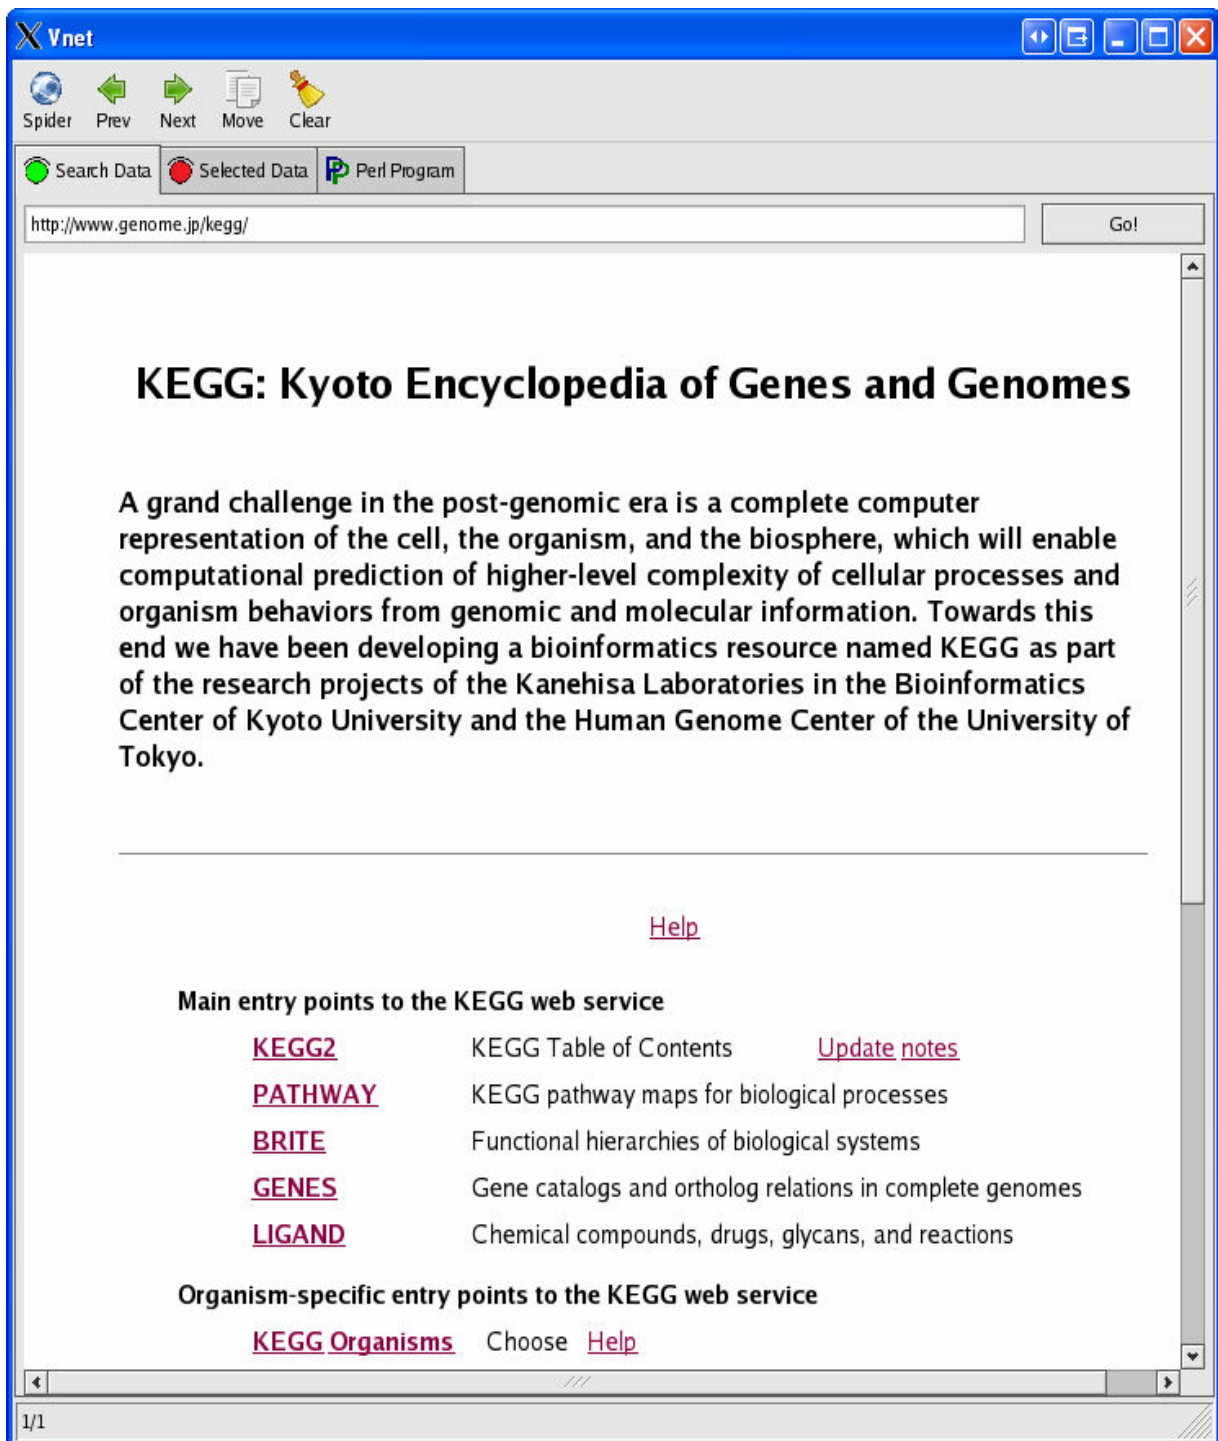 Vnet
Spider Prev Next Move Clear
Search Data Selected Data Perl Program
http://www.genome.jp/kegg/ Go!
KEGG: Kyoto Encyclopedia of Genes and Genomes
A grand challenge in the post-genomic era is a complete computer
representation of the cell, the organism, and the biosphere, which will enable
computational prediction of higher-level complexity of cellular processes and
organism behaviors from genomic and molecular information. Towards this
end we have been developing a bioinformatics resource named KEGG as part
of the research projects of the Kanehisa Laboratories in the Bioinformatics
Center of Kyoto University and the Human Genome Center of the University of
Tokyo.
Help
Main entry points to the KEGG web service
KEGG2 KEGG Table of Contents Update notes
PATHWAY KEGG pathway maps for biological processes
BRITE Functional hierarchies of biological systems
GENES Gene catalogs and ortholog relations in complete genomes
LIGAND Chemical compounds, drugs, glycans, and reactions
Organism-specific entry points to the KEGG web service
KEGG Organisms Choose Help
1/1